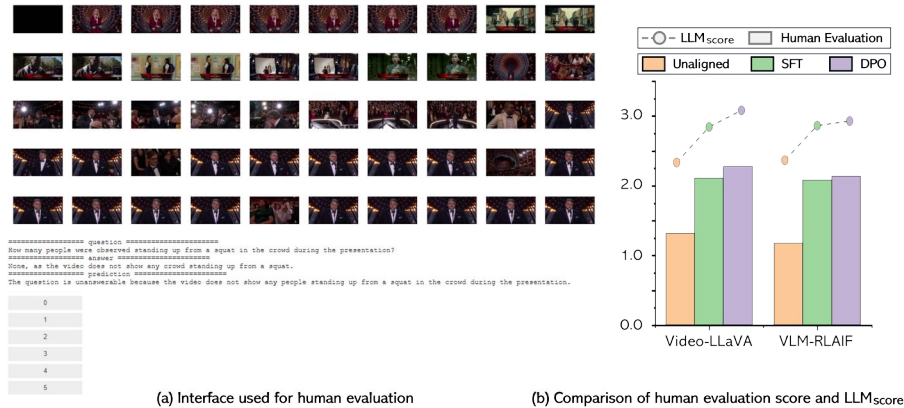 ================== question ======================
How many people were observed standing up from a squat in the crowd during the presentation?
================== answer ======================
None, as the video does not show any crowd standing up from a squat.
================== prediction ======================
The question is unanswerable because the video does not show any people standing up from a squat in the crowd during the presentation.
0
1
2
3
4
5
(a) Interface used for human evaluation
LLMscore Human Evaluation
Unaligned SFT DPO
3.0
2.0
1.0
0.0
Video-LLaVA VLM-RLAIF
(b) Comparison of human evaluation score and LLMscore